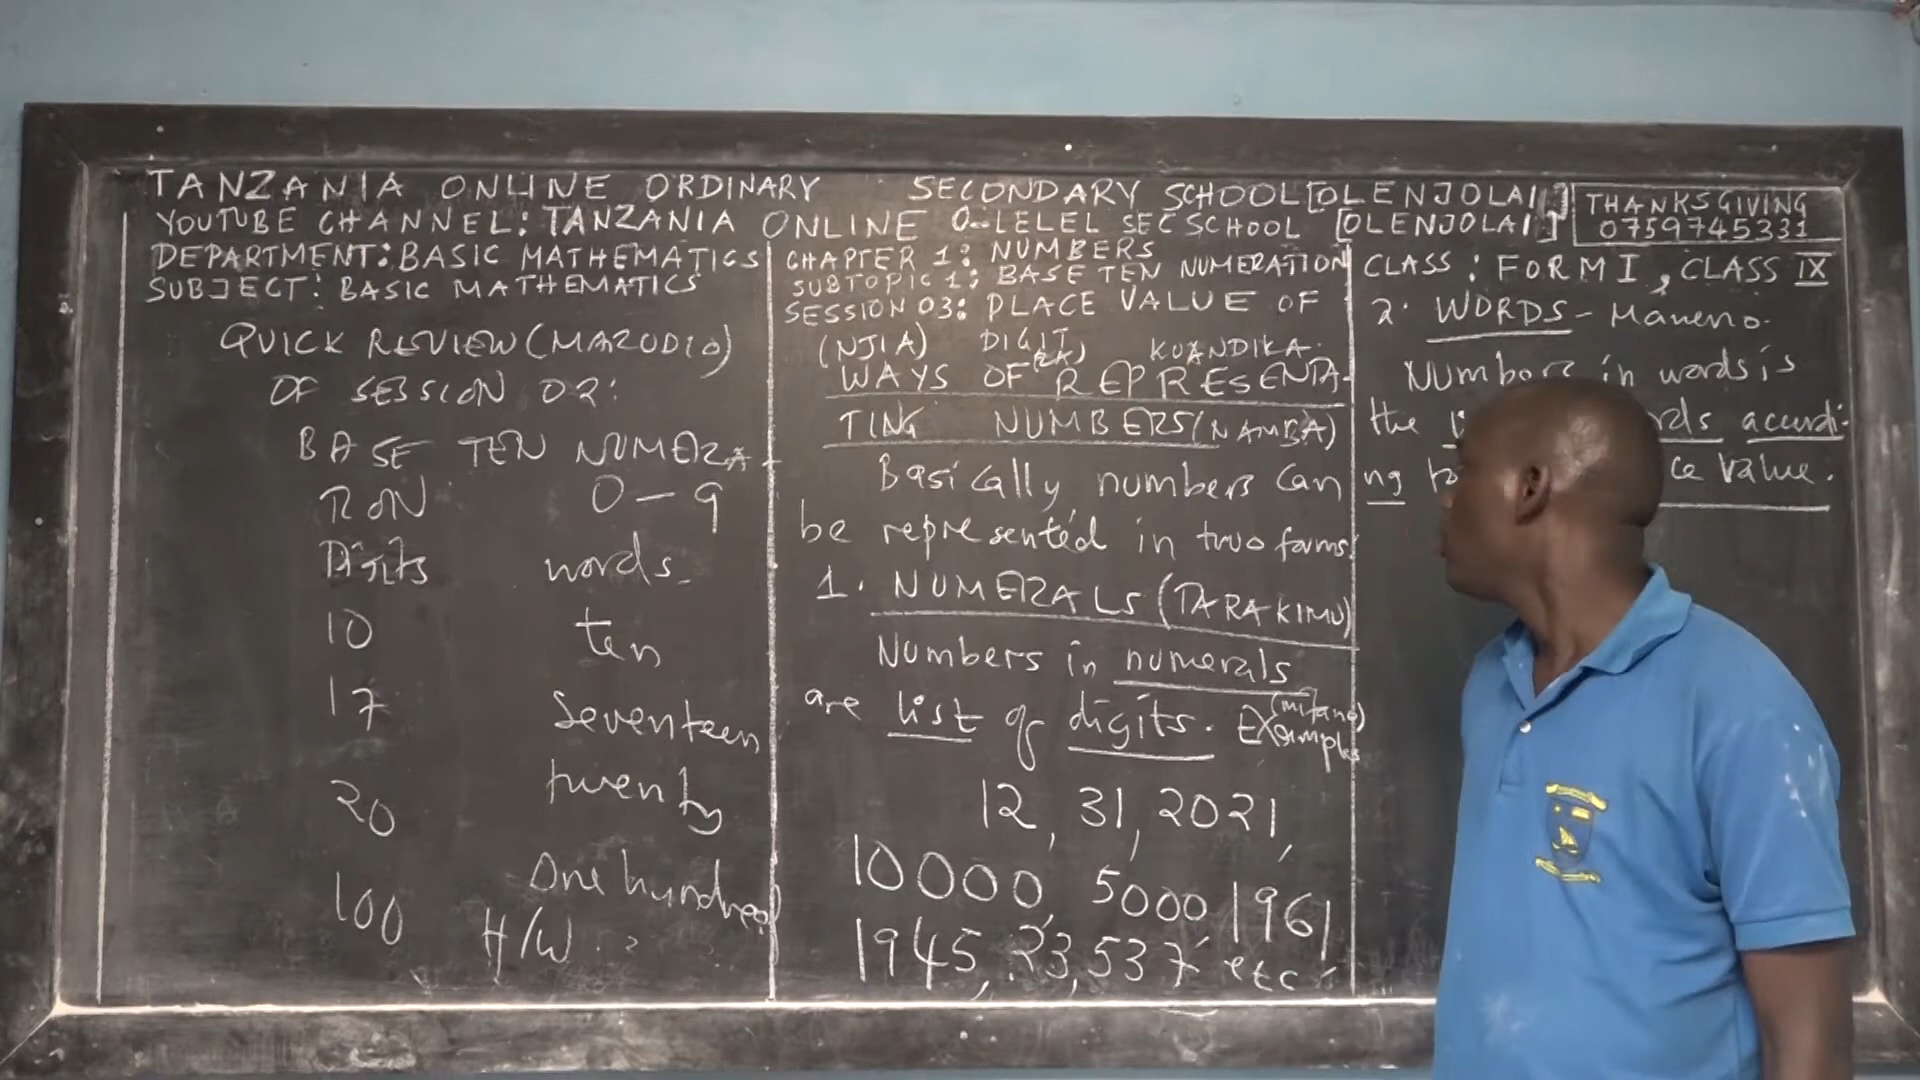 TANZANIA ONLINE ORDINARY SECONDARY SCHOOL [OLENJOLAI]
YOUTUBE CHANNEL: TANZANIA ONLINE O-LELEL SEC SCHOOL [OLENJOLAI]
THANKSGIVING
0759745331
DEPARTMENT: BASIC MATHEMATICS
SUBJECT: BASIC MATHEMATICS
QUICK REVIEW (MAZUDIO)
OF SESSION 02:
BASE TEN NUMERA-
TION 0-9
Digits words
10 ten
17 Seventeen
20 twenty
100 One hundred
H/W
CHAPTER 1: NUMBERS
SUBTOPIC 1: BASE TEN NUMERATION
SESSION 03: PLACE VALUE OF
DIGIT
(NJIA) (ZA) KUANDIKA
WAYS OF REPRESENTA-
TING NUMBERS (NAMBA)
Basically, numbers can
be represented in two forms:
1. NUMERALS (TARAKIMU)
Numbers in numerals
are list of digits. Examples
(mifano)
12, 31, 2021,
10000, 5000, 1961
1945, 23,537, etc
CLASS: FORM I, CLASS IX
2. WORDS - Maneno.
Numbers in words is
the accordi-
ng value.